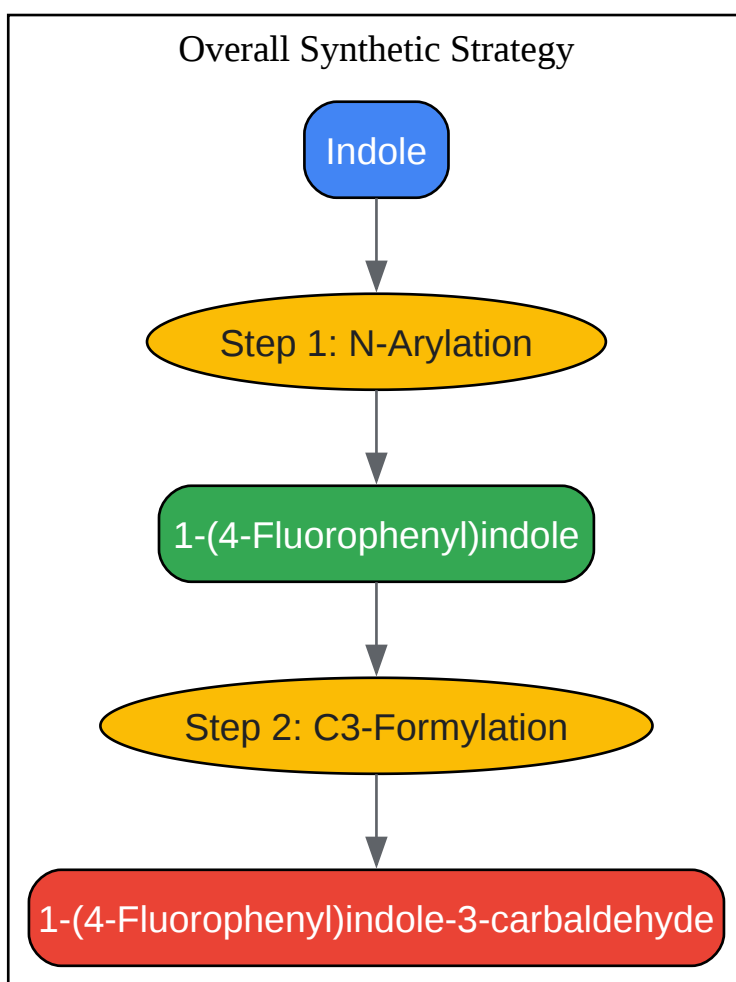 Overall Synthetic Strategy
Indole
Step 1: N-Arylation
1-(4-Fluorophenyl)indole
Step 2: C3-Formylation
1-(4-Fluorophenyl)indole-3-carbaldehyde